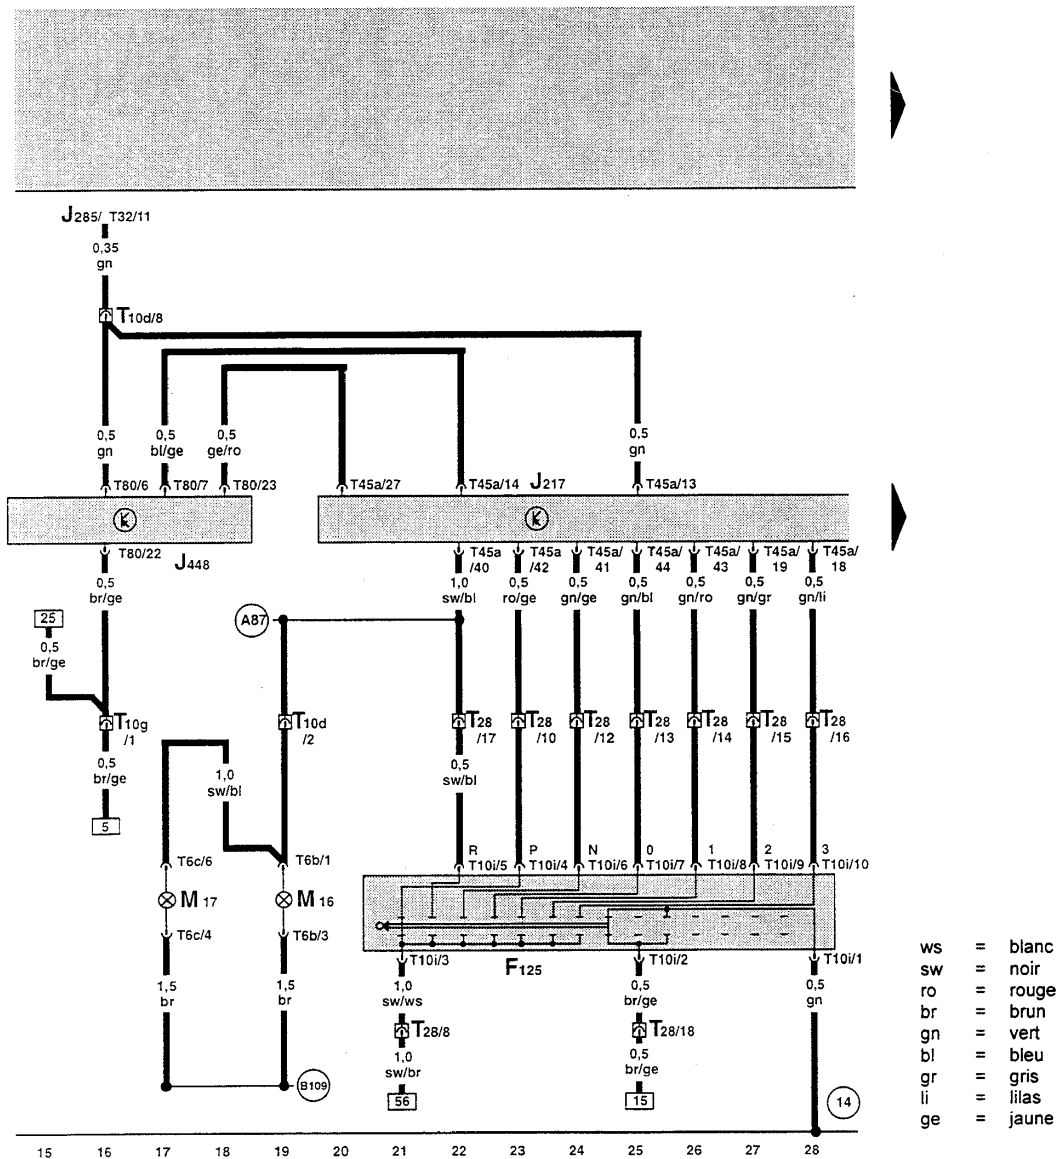 J285/ T32/11
0,35
gn
T10d/8
0,5 0,5 0,5 0,5
gn bl/ge ge/ro gn
T80/6 T80/7 T80/23 T45a/27 T45a/14 J217 T45a/13
T80/22 J448 T45a/40 T45a/42 T45a/41 T45a/44 T45a/43 T45a/19 T45a/18
0,5 1,0 0,5 0,5 0,5 0,5 0,5 0,5
br/ge sw/bl ro/ge gn/ge gn/bl gn/ro gn/gr gn/li
25 A87
0,5
br/ge
T10g/1 T10d/2 T28/17 T28/10 T28/12 T28/13 T28/14 T28/15 T28/16
0,5 1,0 0,5
br/ge sw/bl sw/bl
5
R P N 0 1 2 3
T6c/6 T6b/1 T10i/5 T10i/4 T10i/6 T10i/7 T10i/8 T10i/9 T10i/10
M17 M16
T6c/4 T6b/3 T10i/3 F125 T10i/2 T10i/1
1,5 1,5 1,0 0,5 0,5
br br sw/ws br/ge gn
T28/8 T28/18
1,0 0,5
sw/br br/ge
B109 56 15 14
15 16 17 18 19 20 21 22 23 24 25 26 27 28
ws = blanc
sw = noir
ro = rouge
br = brun
gn = vert
bl = bleu
gr = gris
li = lilas
ge = jaune